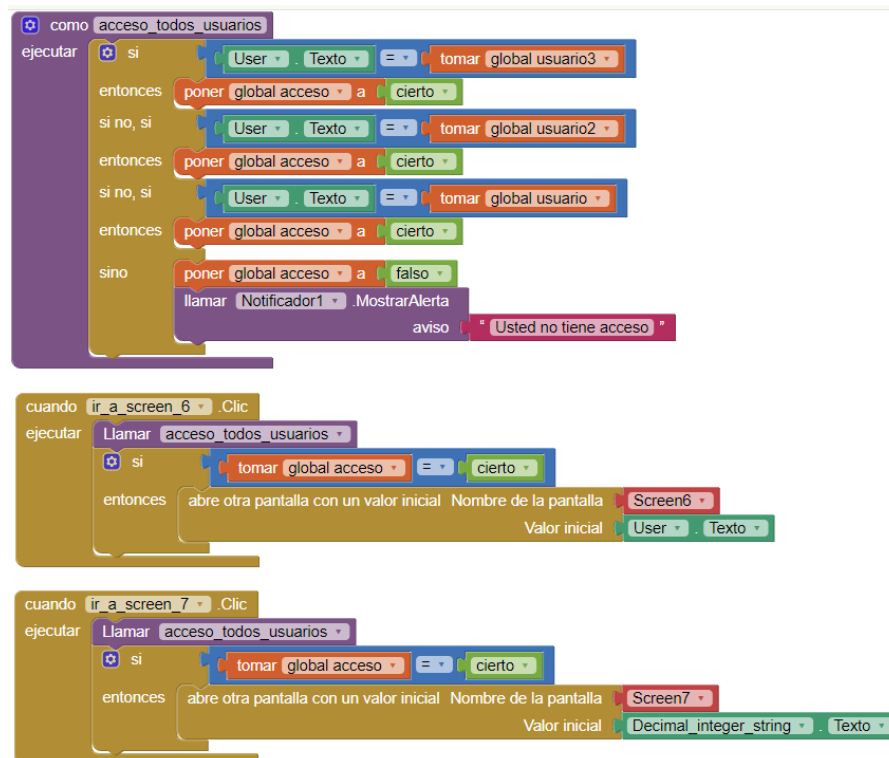 como acceso_todos_usuarios
ejecutar si User . Texto = tomar global usuario3
entonces poner global acceso a cierto
si no, si User . Texto = tomar global usuario2
entonces poner global acceso a cierto
si no, si User . Texto = tomar global usuario
entonces poner global acceso a cierto
sino poner global acceso a falso
llamar Notificador1 .MostrarAlerta
aviso " Usted no tiene acceso "
cuando ir_a_screen_6 .Clic
ejecutar Llamar acceso_todos_usuarios
si tomar global acceso = cierto
entonces abre otra pantalla con un valor inicial Nombre de la pantalla Screen6
Valor inicial User . Texto
cuando ir_a_screen_7 .Clic
ejecutar Llamar acceso_todos_usuarios
si tomar global acceso = cierto
entonces abre otra pantalla con un valor inicial Nombre de la pantalla Screen7
Valor inicial Decimal_integer_string . Texto